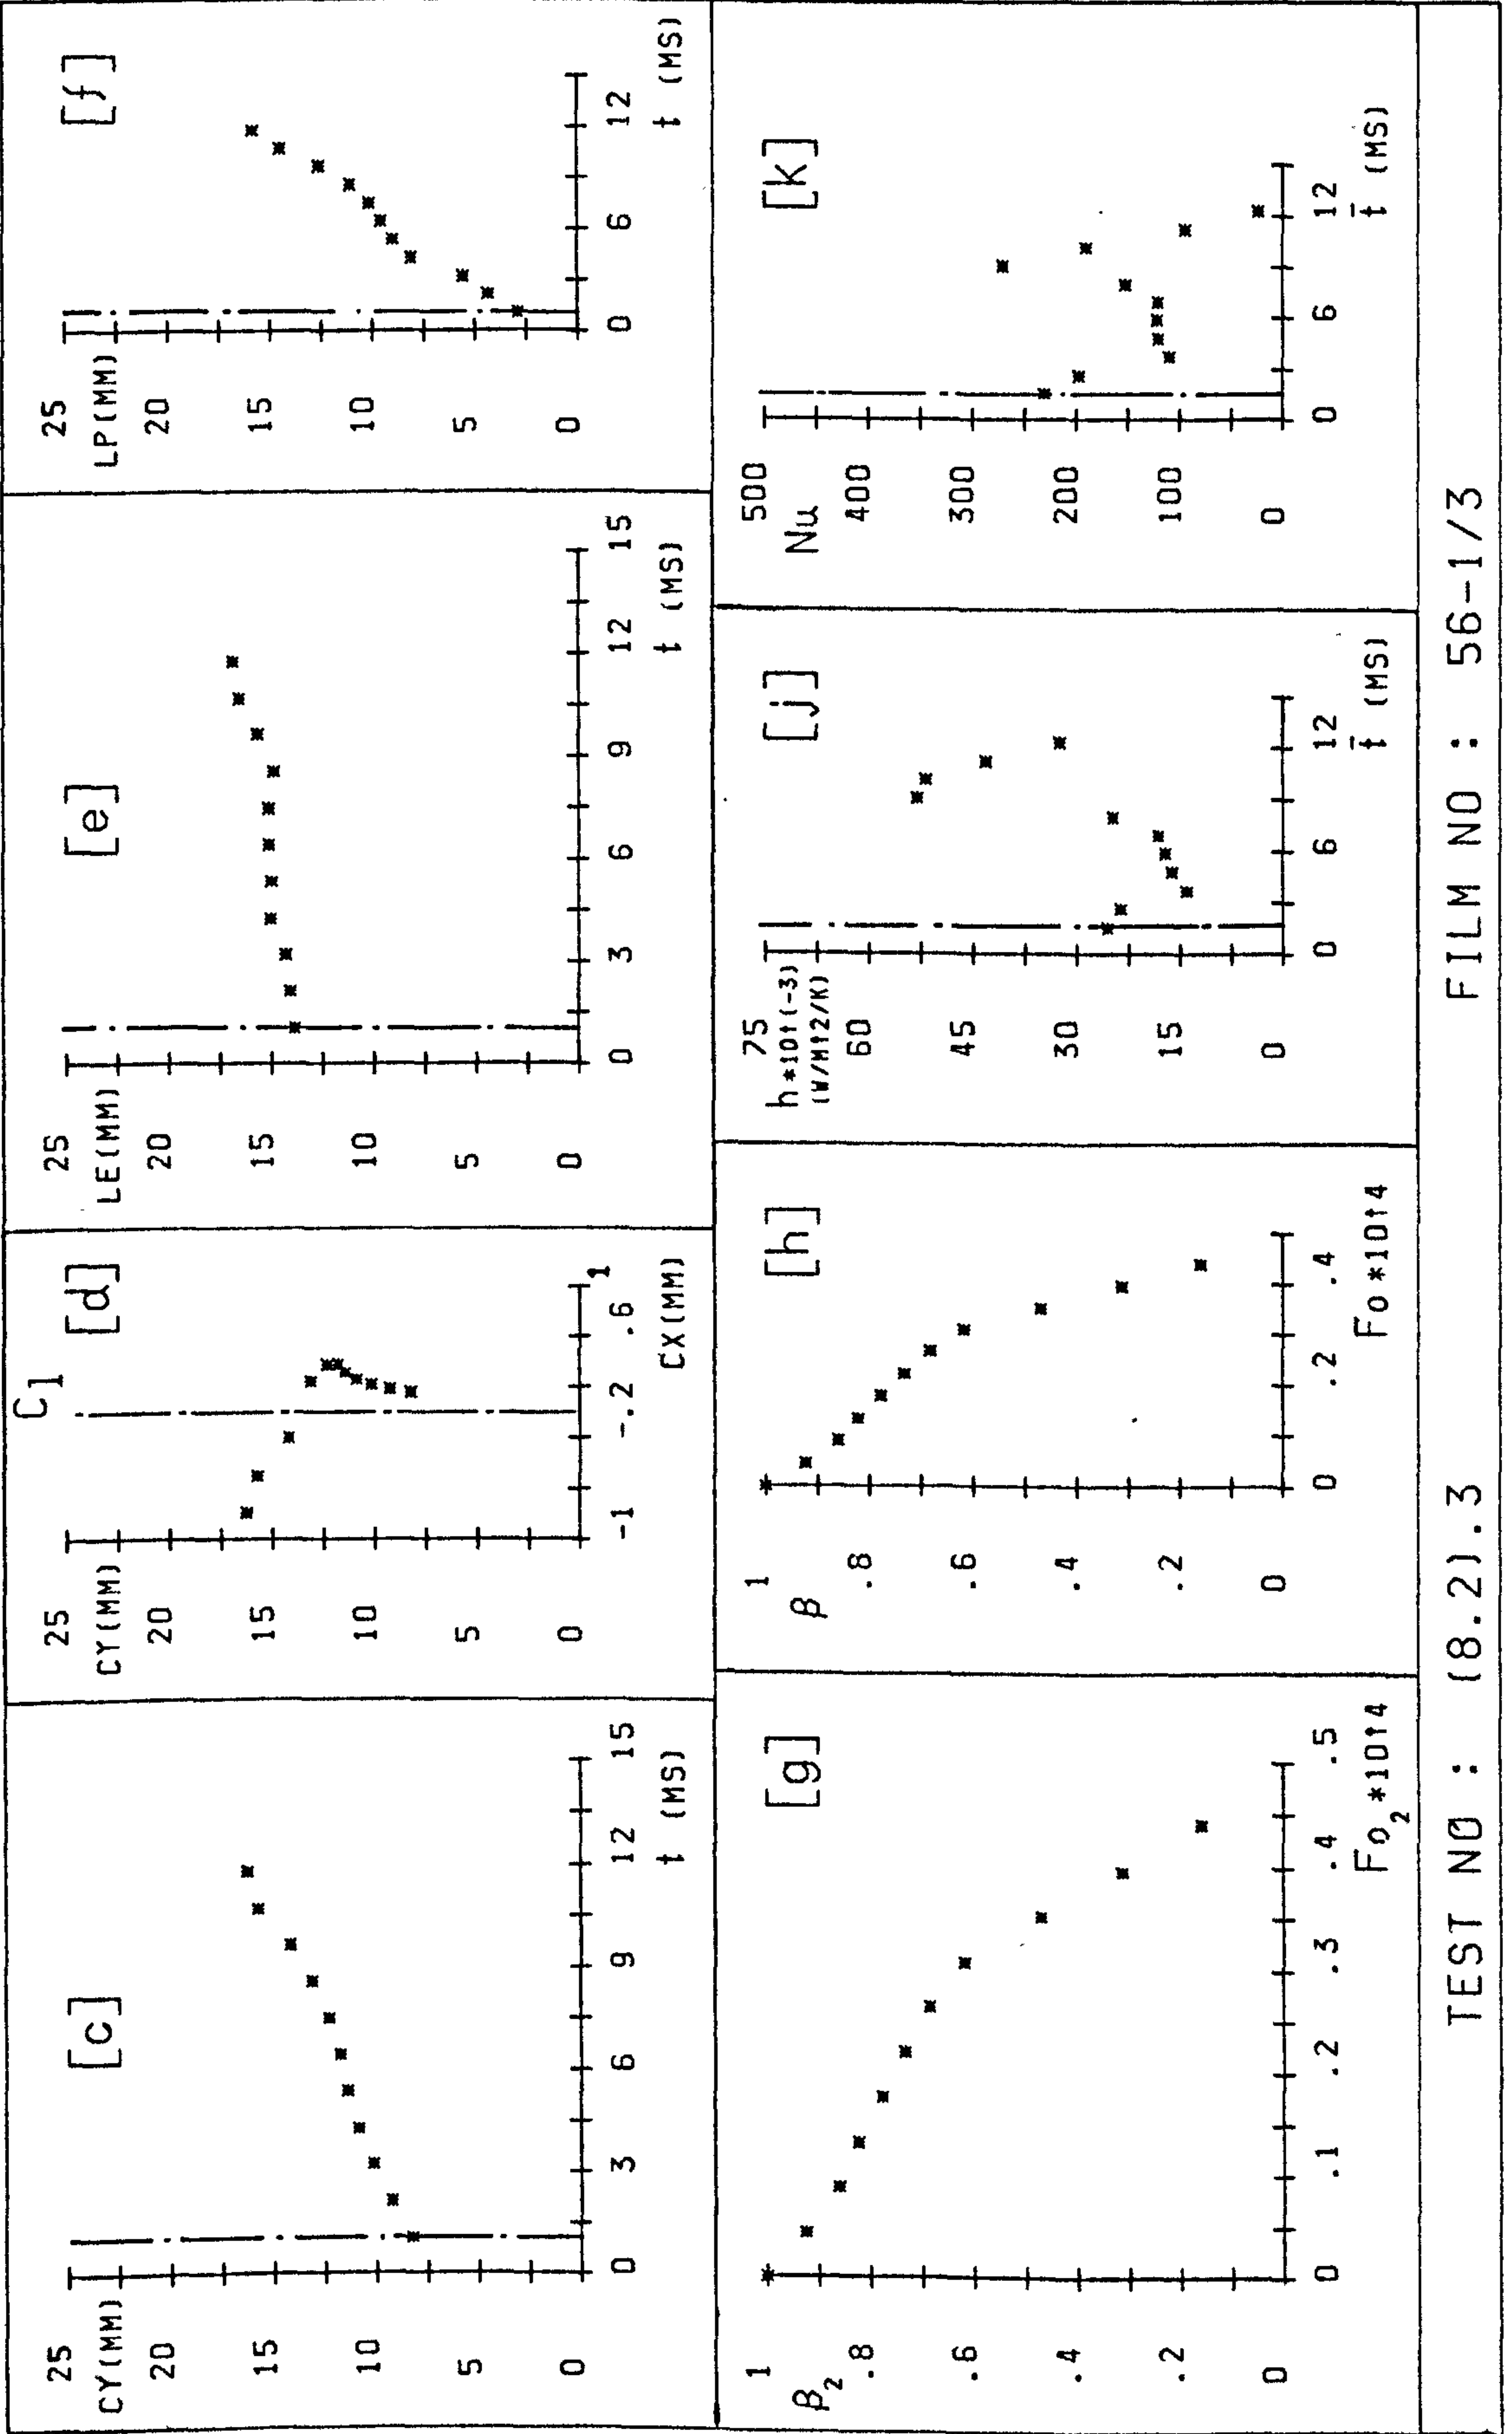 [c]
25
CY(MM)
20
15
10
5
0
0 3 6 9 12 15
t (MS)
C1
[d]
25
CY(MM)
20
15
10
5
0
-1 -.2 .6 1
CX(MM)
[e]
25
LE(MM)
20
15
10
5
0
0 3 6 9 12 15
t (MS)
[f]
25
LP(MM)
20
15
10
5
0
0 6 12
t (MS)
[g]
1
β2
.8
.6
.4
.2
0
0 .1 .2 .3 .4 .5
Fo2*10↑4
[h]
1
β
.8
.6
.4
.2
0
0 .2 .4
Fo*10↑4
[j]
75
h*10↑(-3)
(W/M↑2/K)
60
45
30
15
0
0 6 12
t̄ (MS)
[k]
500
Nu
400
300
200
100
0
0 6 12
t̄ (MS)
TEST NO : (8.2).3 FILM NO : 56-1/3